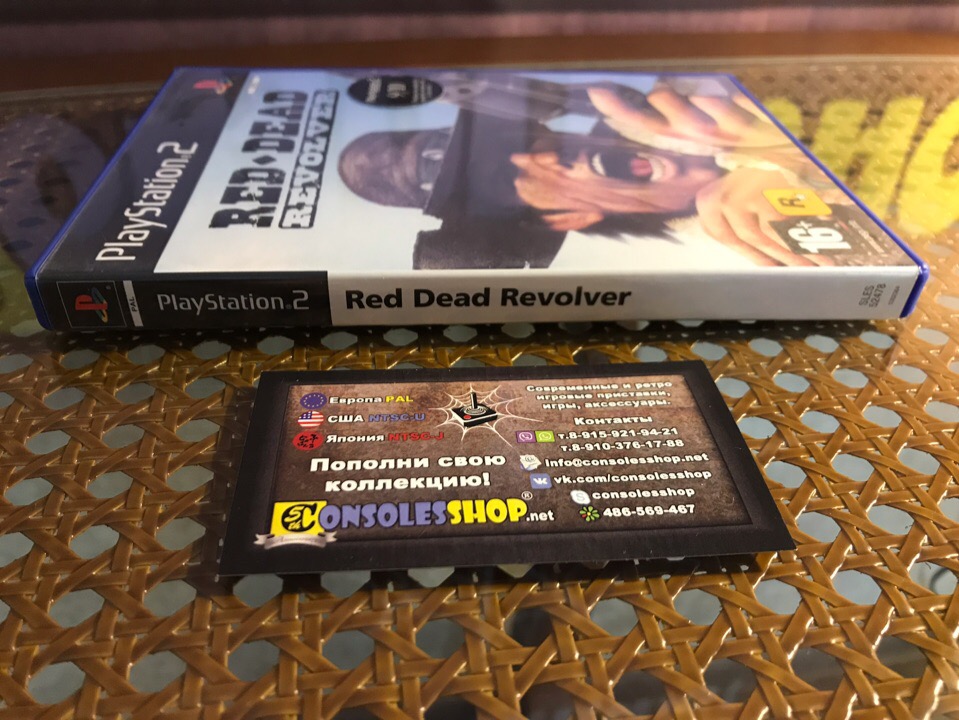 PlayStation.2
RED DEAD
REVOLVER
R
16+
PAL
PlayStation.2
Red Dead Revolver
SLES
52478
Европа PAL
США NTSC-U
Япония NTSC-J
Пополни свою
коллекцию!
CONSOLESSHOP®.net
Современные и ретро
игровые приставки,
игры, аксессуары.
Контакты
т.8-915-921-94-21
т.8-910-376-17-88
info@consolesshop.net
vk.com/consolesshop
consolesshop
486-569-467